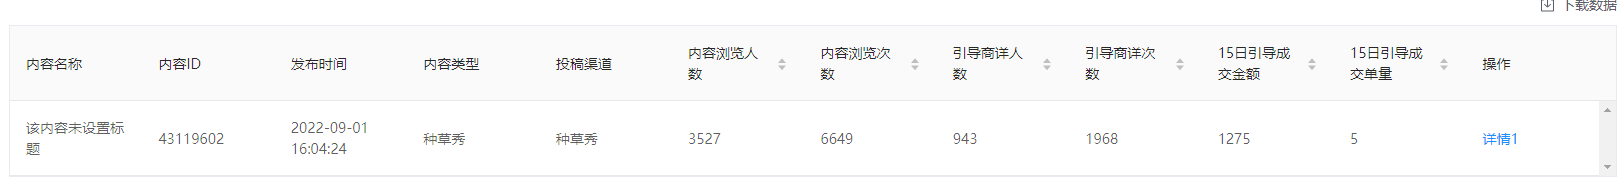 下载数据
内容名称
内容ID
发布时间
内容类型
投稿渠道
内容浏览人
数
内容浏览次
数
引导商详人
数
引导商详次
数
15日引导成
交金额
15日引导成
交单量
操作
该内容未设置标
题
43119602
2022-09-01
16:04:24
种草秀
种草秀
3527
6649
943
1968
1275
5
详情1